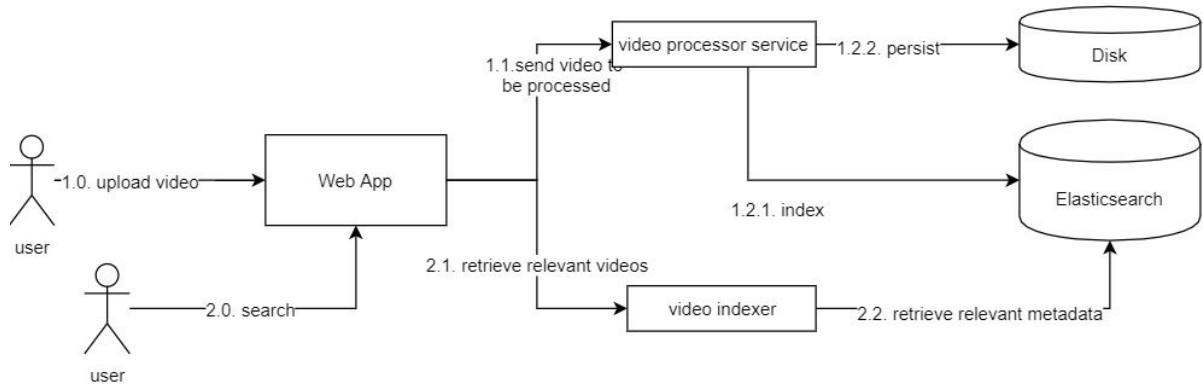 video processor service
1.2.2. persist
Disk
1.1.send video to
be processed
1.0. upload video
Web App
Elasticsearch
1.2.1. index
user
2.1. retrieve relevant videos
2.0. search
video indexer
2.2. retrieve relevant metadata
user